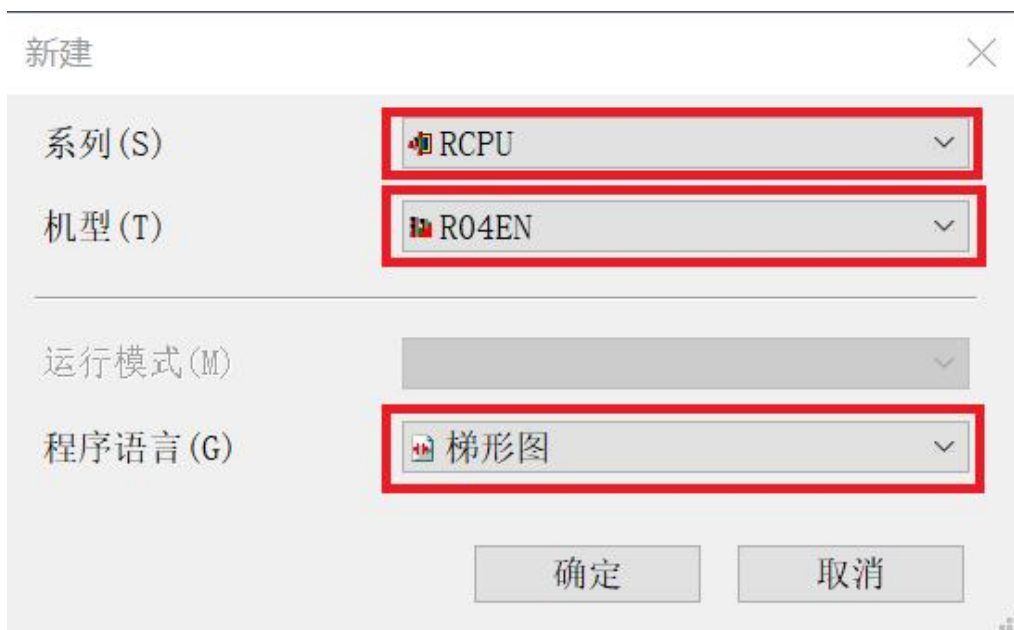 新建
系列(S) RCPU
机型(T) R04EN
运行模式(M)
程序语言(G) 梯形图
确定 取消